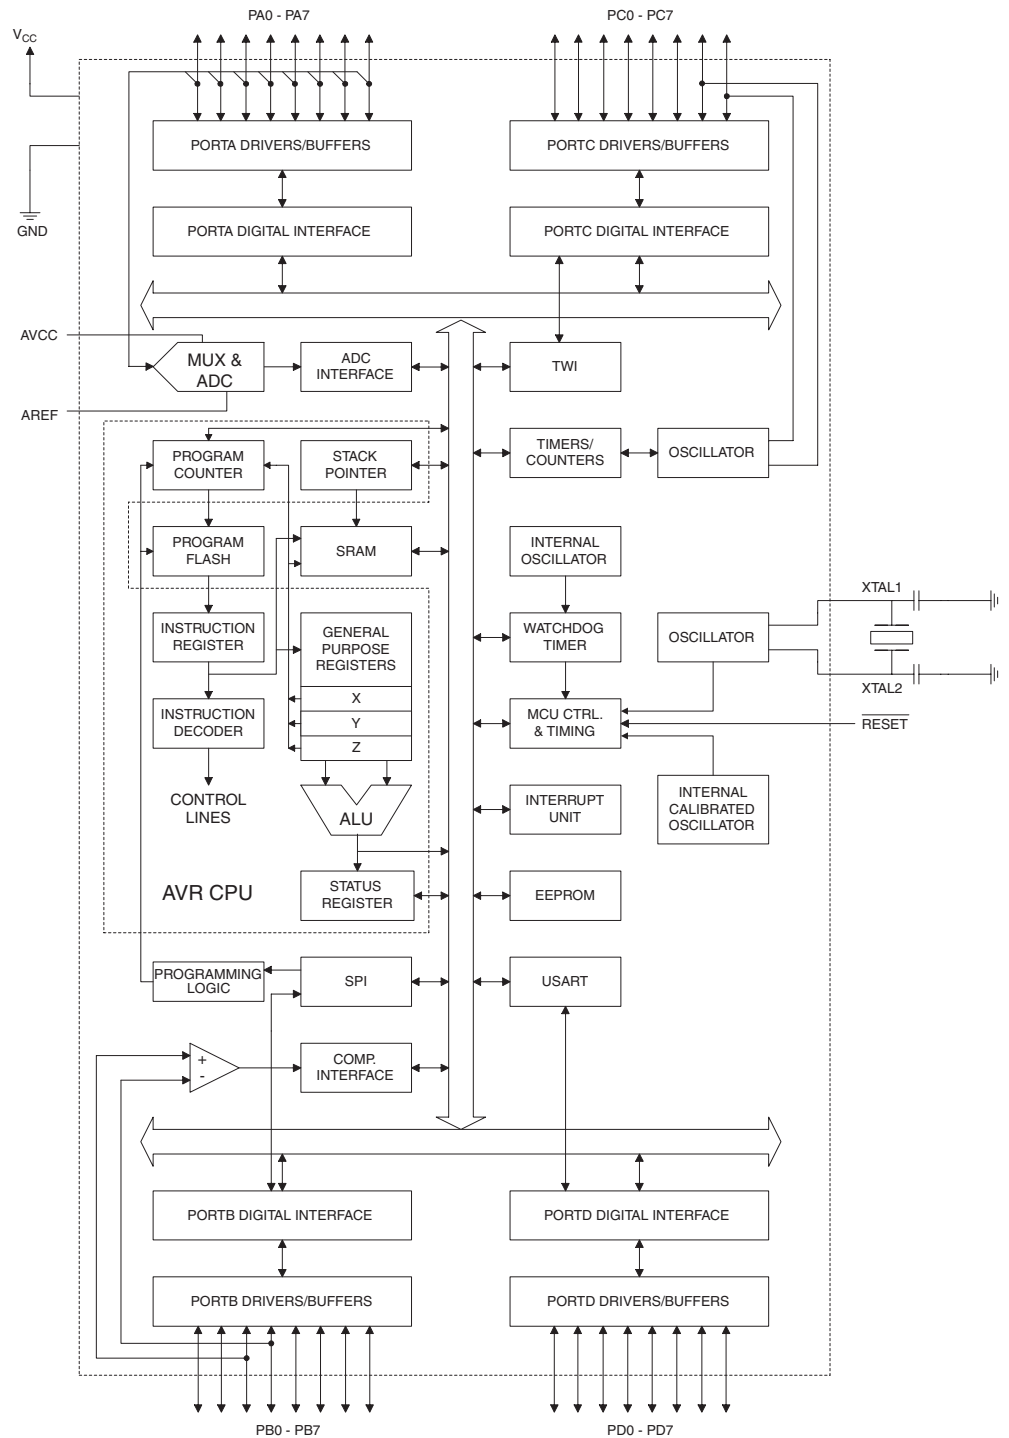 PA0 - PA7
PC0 - PC7
VCC
PORTA DRIVERS/BUFFERS
PORTC DRIVERS/BUFFERS
GND
PORTA DIGITAL INTERFACE
PORTC DIGITAL INTERFACE
AVCC
MUX &
ADC
ADC
INTERFACE
TWI
AREF
PROGRAM
COUNTER
STACK
POINTER
TIMERS/
COUNTERS
OSCILLATOR
PROGRAM
FLASH
SRAM
INTERNAL
OSCILLATOR
XTAL1
INSTRUCTION
REGISTER
GENERAL
PURPOSE
REGISTERS
WATCHDOG
TIMER
OSCILLATOR
XTAL2
X
INSTRUCTION
DECODER
Y
Z
MCU CTRL.
& TIMING
RESET
CONTROL
LINES
ALU
INTERRUPT
UNIT
INTERNAL
CALIBRATED
OSCILLATOR
AVR CPU
STATUS
REGISTER
EEPROM
PROGRAMMING
LOGIC
SPI
USART
+
-
COMP.
INTERFACE
PORTB DIGITAL INTERFACE
PORTD DIGITAL INTERFACE
PORTB DRIVERS/BUFFERS
PORTD DRIVERS/BUFFERS
PB0 - PB7
PD0 - PD7